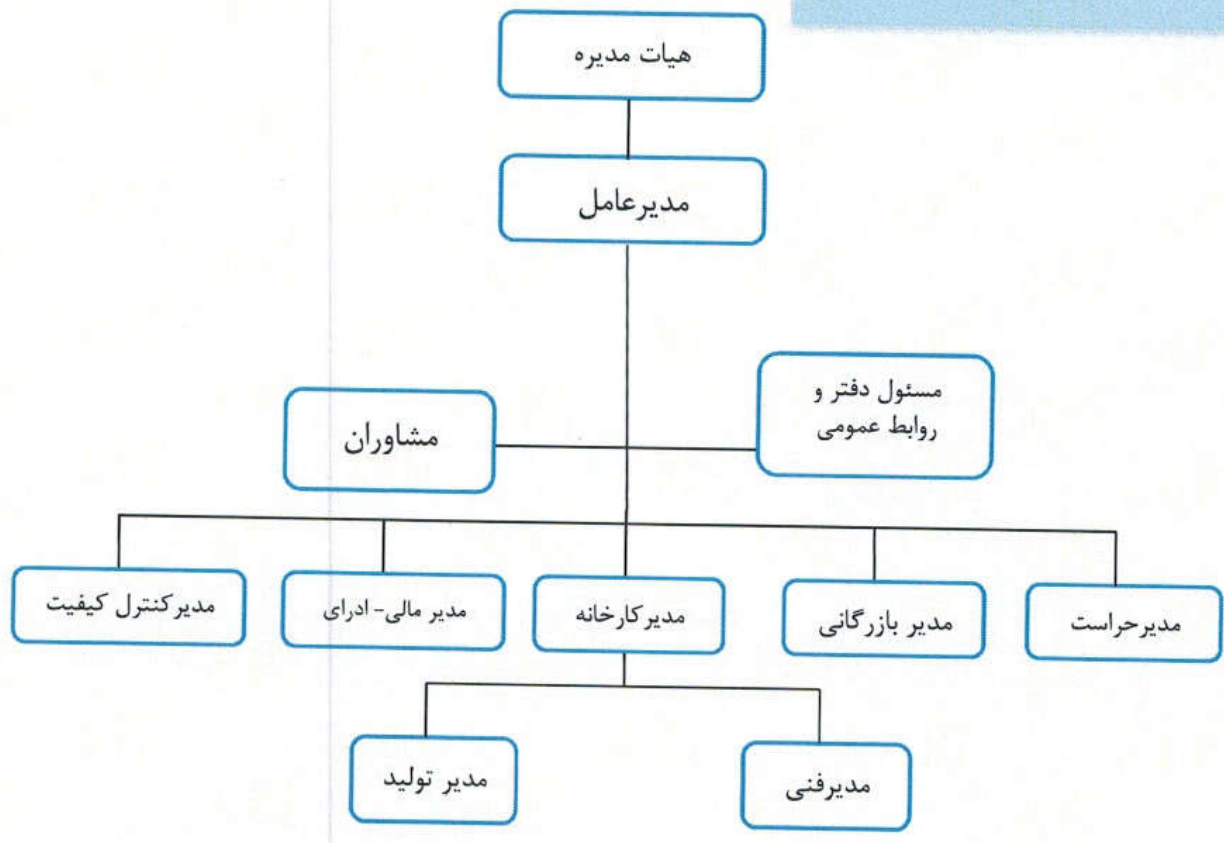 هیات مدیره
مدیرعامل
مسئول دفتر و
روابط عمومی
مشاوران
مدیرحراست
مدیر بازرگانی
مدیرکارخانه
مدیر مالی- ادرای
مدیرکنترل کیفیت
مدیرفنی
مدیر تولید